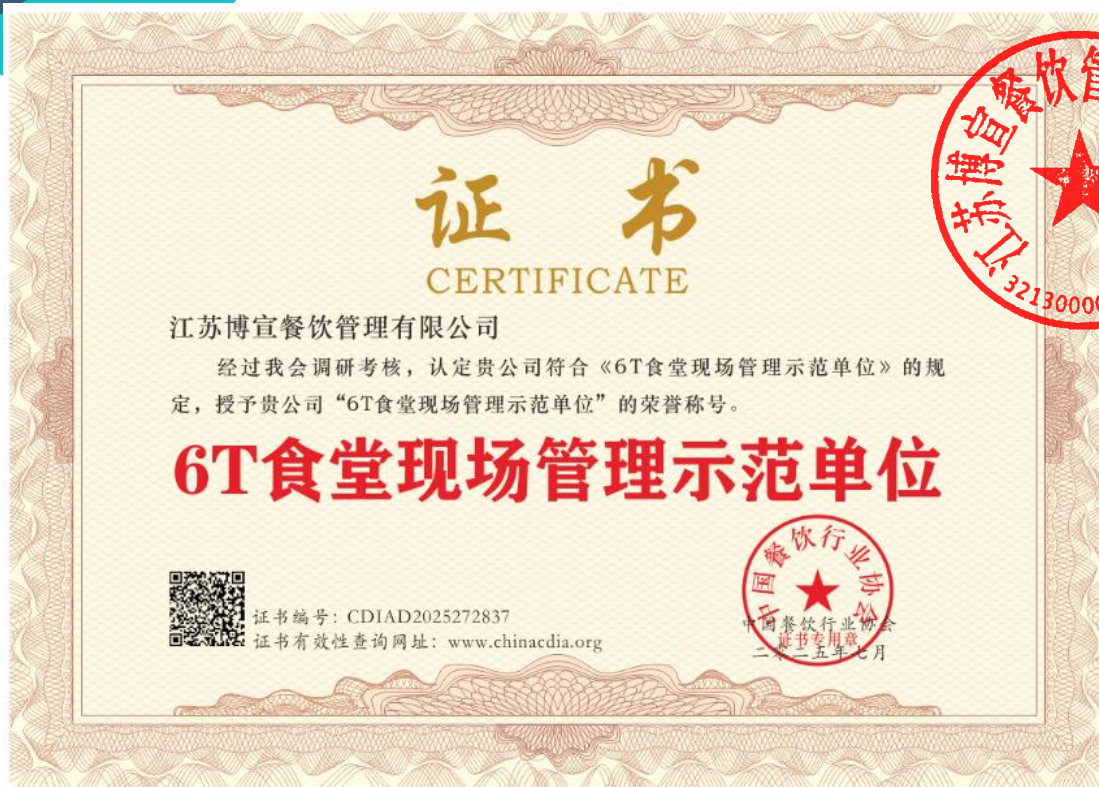 证书
CERTIFICATE
江苏博宣餐饮管理有限公司
经过我会调研考核，认定贵公司符合《6T食堂现场管理示范单位》的规
定，授予贵公司“6T食堂现场管理示范单位”的荣誉称号。
6T食堂现场管理示范单位
证书编号：CDIAD2025272837
证书有效性查询网址：www.chinacdia.org
中国餐饮行业协会
证书专用章
中国餐饮行业协会
二零二五年七月
江苏博宣餐饮管
3213000